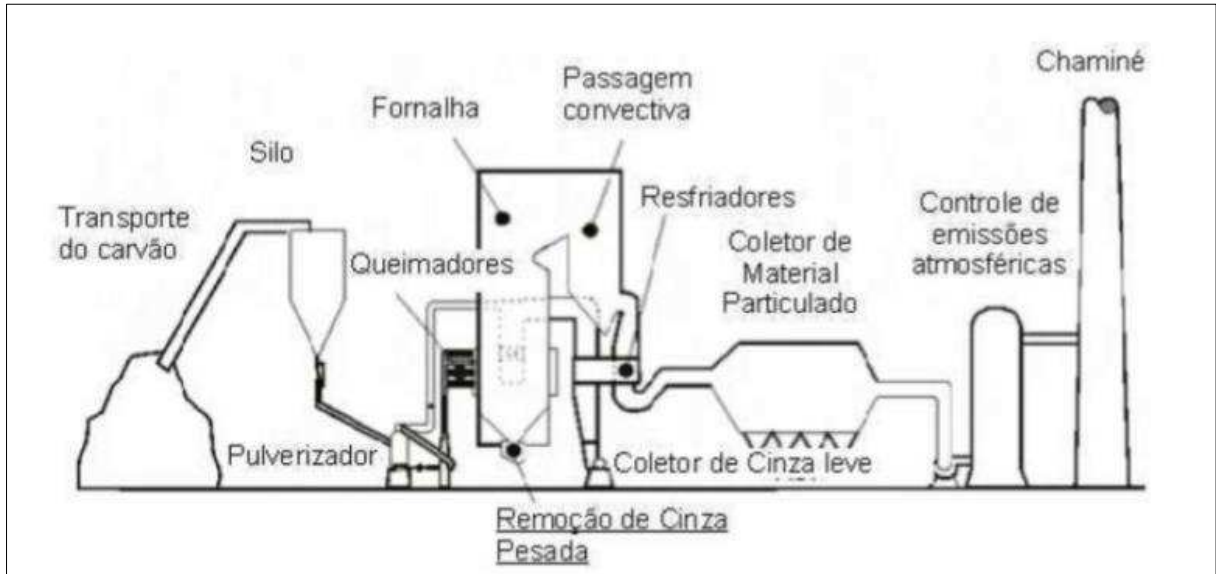 Chaminé
Passagem
convectiva
Fornalha
Silo
Resfriadores
Transporte
do carvão
Controle de
emissões
atmosféricas
Queimadores
Coletor de
Material
Particulado
Pulverizador
Coletor de Cinza leve
Remoção de Cinza
Pesada